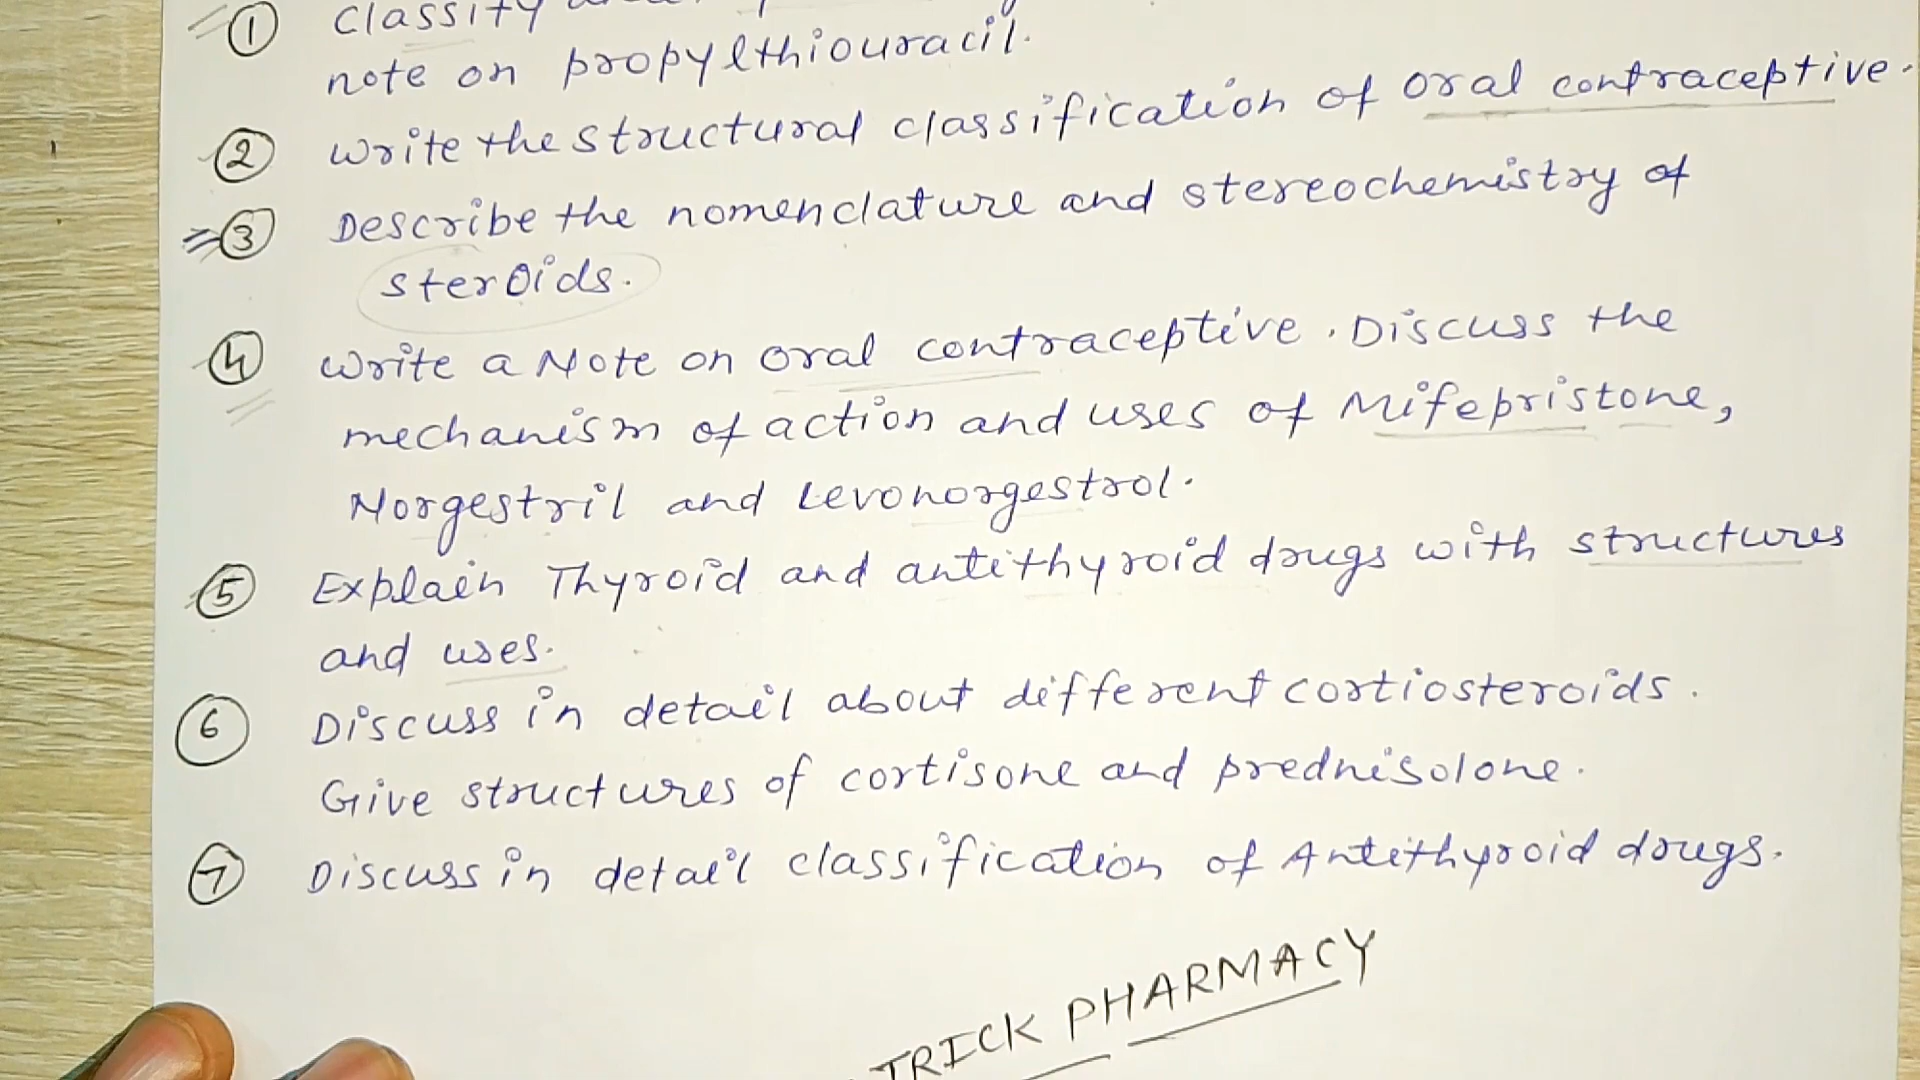 ① Classify
note on propylthiouracil.
② Write the structural classification of oral contraceptive.
③ Describe the nomenclature and stereochemistry of
steroids.
④ Write a Note on oral contraceptive. Discuss the
mechanism of action and uses of Mifepristone,
Norgestril and Levonorgestrol.
⑤ Explain Thyroid and antithyroid drugs with structures
and uses.
⑥ Discuss in detail about different cortiosteroids.
Give structures of cortisone and prednisolone.
⑦ Discuss in detail classification of Antithyroid drugs.
TRICK PHARMACY